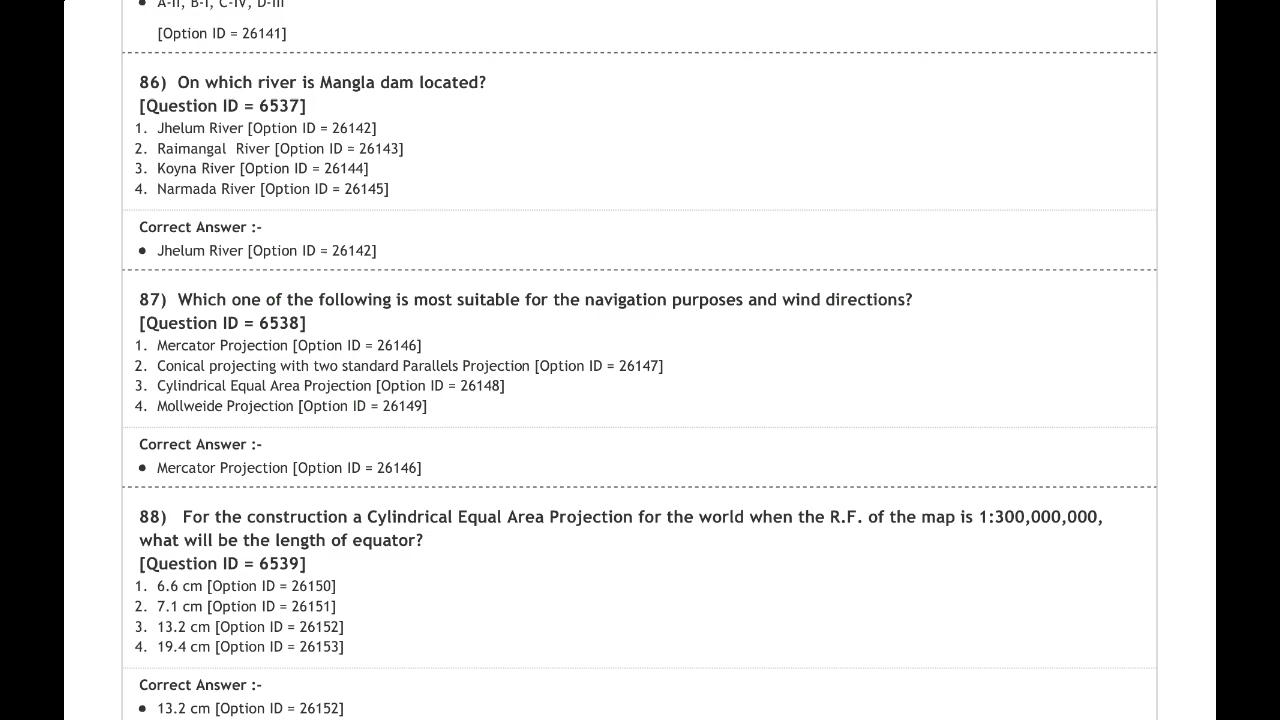 A-II, B-I, C-IV, D-III
[Option ID = 26141]
86) On which river is Mangla dam located?
[Question ID = 6537]
1. Jhelum River [Option ID = 26142]
2. Raimangal River [Option ID = 26143]
3. Koyna River [Option ID = 26144]
4. Narmada River [Option ID = 26145]
Correct Answer :-
• Jhelum River [Option ID = 26142]
87) Which one of the following is most suitable for the navigation purposes and wind directions?
[Question ID = 6538]
1. Mercator Projection [Option ID = 26146]
2. Conical projecting with two standard Parallels Projection [Option ID = 26147]
3. Cylindrical Equal Area Projection [Option ID = 26148]
4. Mollweide Projection [Option ID = 26149]
Correct Answer :-
• Mercator Projection [Option ID = 26146]
88) For the construction a Cylindrical Equal Area Projection for the world when the R.F. of the map is 1:300,000,000,
what will be the length of equator?
[Question ID = 6539]
1. 6.6 cm [Option ID = 26150]
2. 7.1 cm [Option ID = 26151]
3. 13.2 cm [Option ID = 26152]
4. 19.4 cm [Option ID = 26153]
Correct Answer :-
• 13.2 cm [Option ID = 26152]